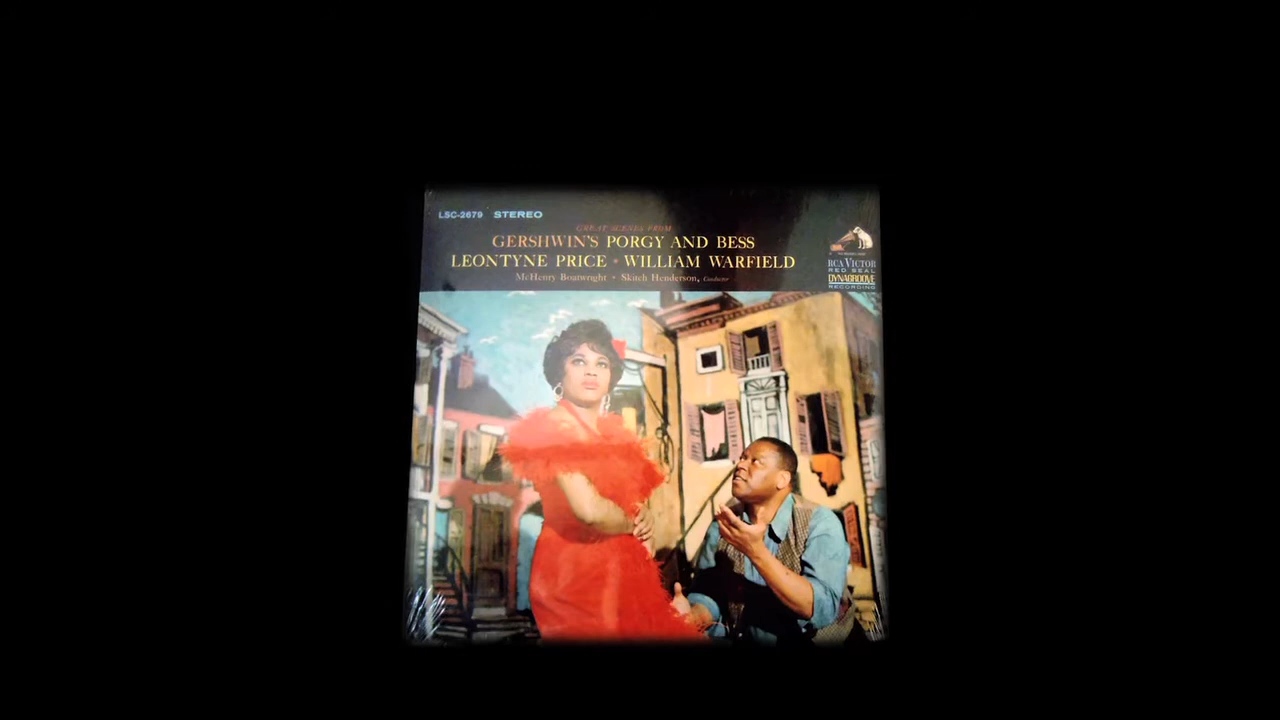 LSC-2679 STEREO
GREAT SCENES FROM
GERSHWIN'S PORGY AND BESS
LEONTYNE PRICE • WILLIAM WARFIELD
McHenry Boatwright • Skitch Henderson, Conductor
RCA VICTOR
RED SEAL
DYNAGROOVE
RECORDING